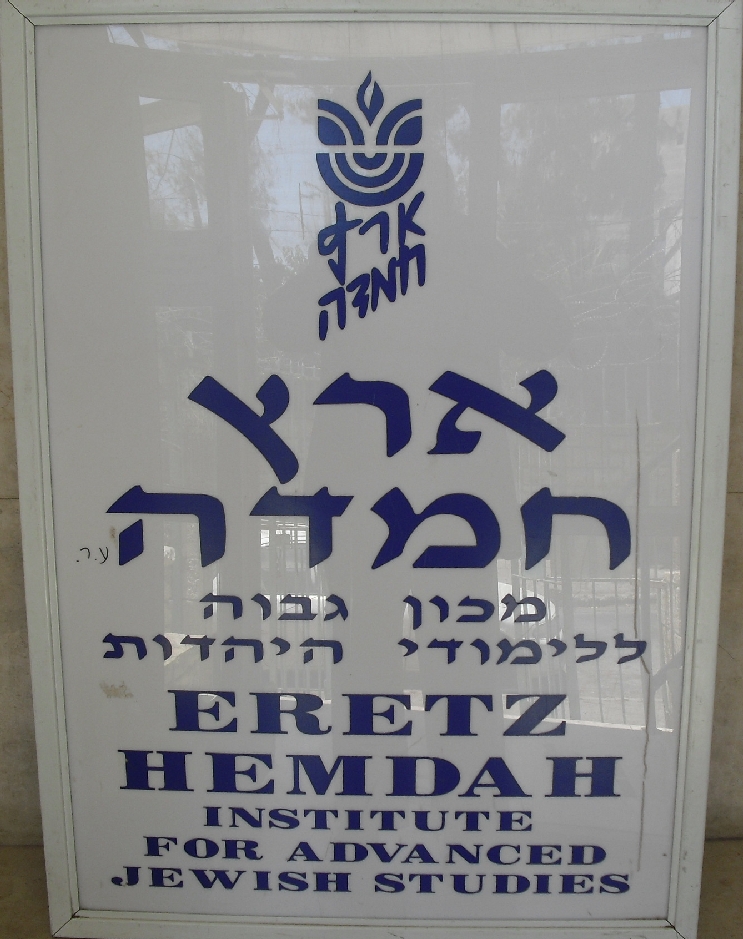 ארץ
חמדה
ארץ
חמדה
ע.ר.
מכון גבוה
ללימודי היהדות
ERETZ
HEMDAH
INSTITUTE
FOR ADVANCED
JEWISH STUDIES